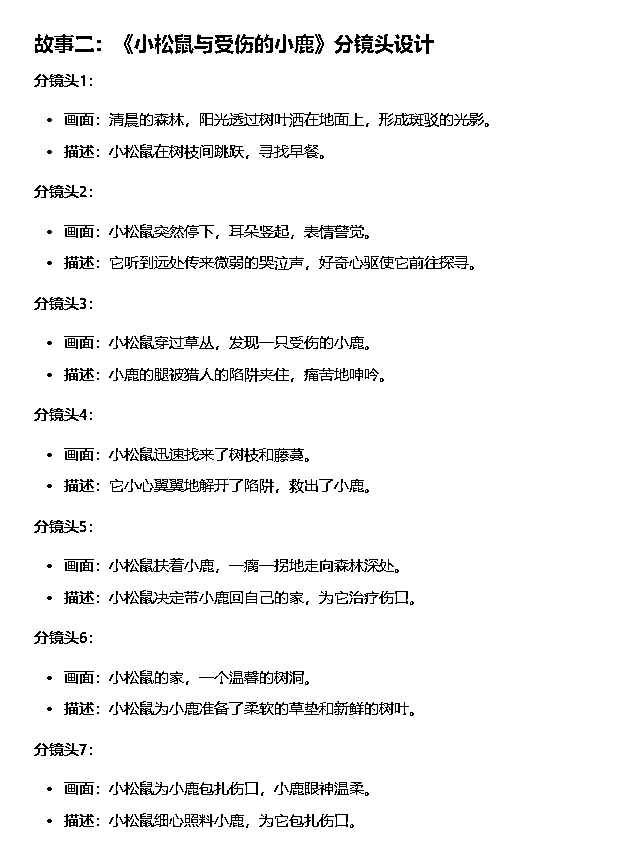 故事二：《小松鼠与受伤的小鹿》分镜头设计
分镜头1：
• 画面：清晨的森林，阳光透过树叶洒在地面上，形成斑驳的光影。
• 描述：小松鼠在树枝间跳跃，寻找早餐。
分镜头2：
• 画面：小松鼠突然停下，耳朵竖起，表情警觉。
• 描述：它听到远处传来微弱的哭泣声，好奇心驱使它前往探寻。
分镜头3：
• 画面：小松鼠穿过草丛，发现一只受伤的小鹿。
• 描述：小鹿的腿被猎人的陷阱夹住，痛苦地呻吟。
分镜头4：
• 画面：小松鼠迅速找来了树枝和藤蔓。
• 描述：它小心翼翼地解开了陷阱，救出了小鹿。
分镜头5：
• 画面：小松鼠扶着小鹿，一瘸一拐地走向森林深处。
• 描述：小松鼠决定带小鹿回自己的家，为它治疗伤口。
分镜头6：
• 画面：小松鼠的家，一个温馨的树洞。
• 描述：小松鼠为小鹿准备了柔软的草垫和新鲜的树叶。
分镜头7：
• 画面：小松鼠为小鹿包扎伤口，小鹿眼神温柔。
• 描述：小松鼠细心照料小鹿，为它包扎伤口。